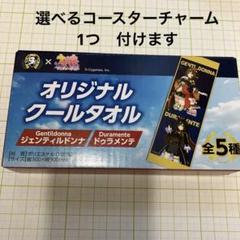 選べるコースターチャーム
1つ 付けます
オリジナル
クールタオル
Gentildonna
ジェンティルドンナ
Duramente
ドゥラメンテ
GENTILDONNA
DURAMENTE
全5種